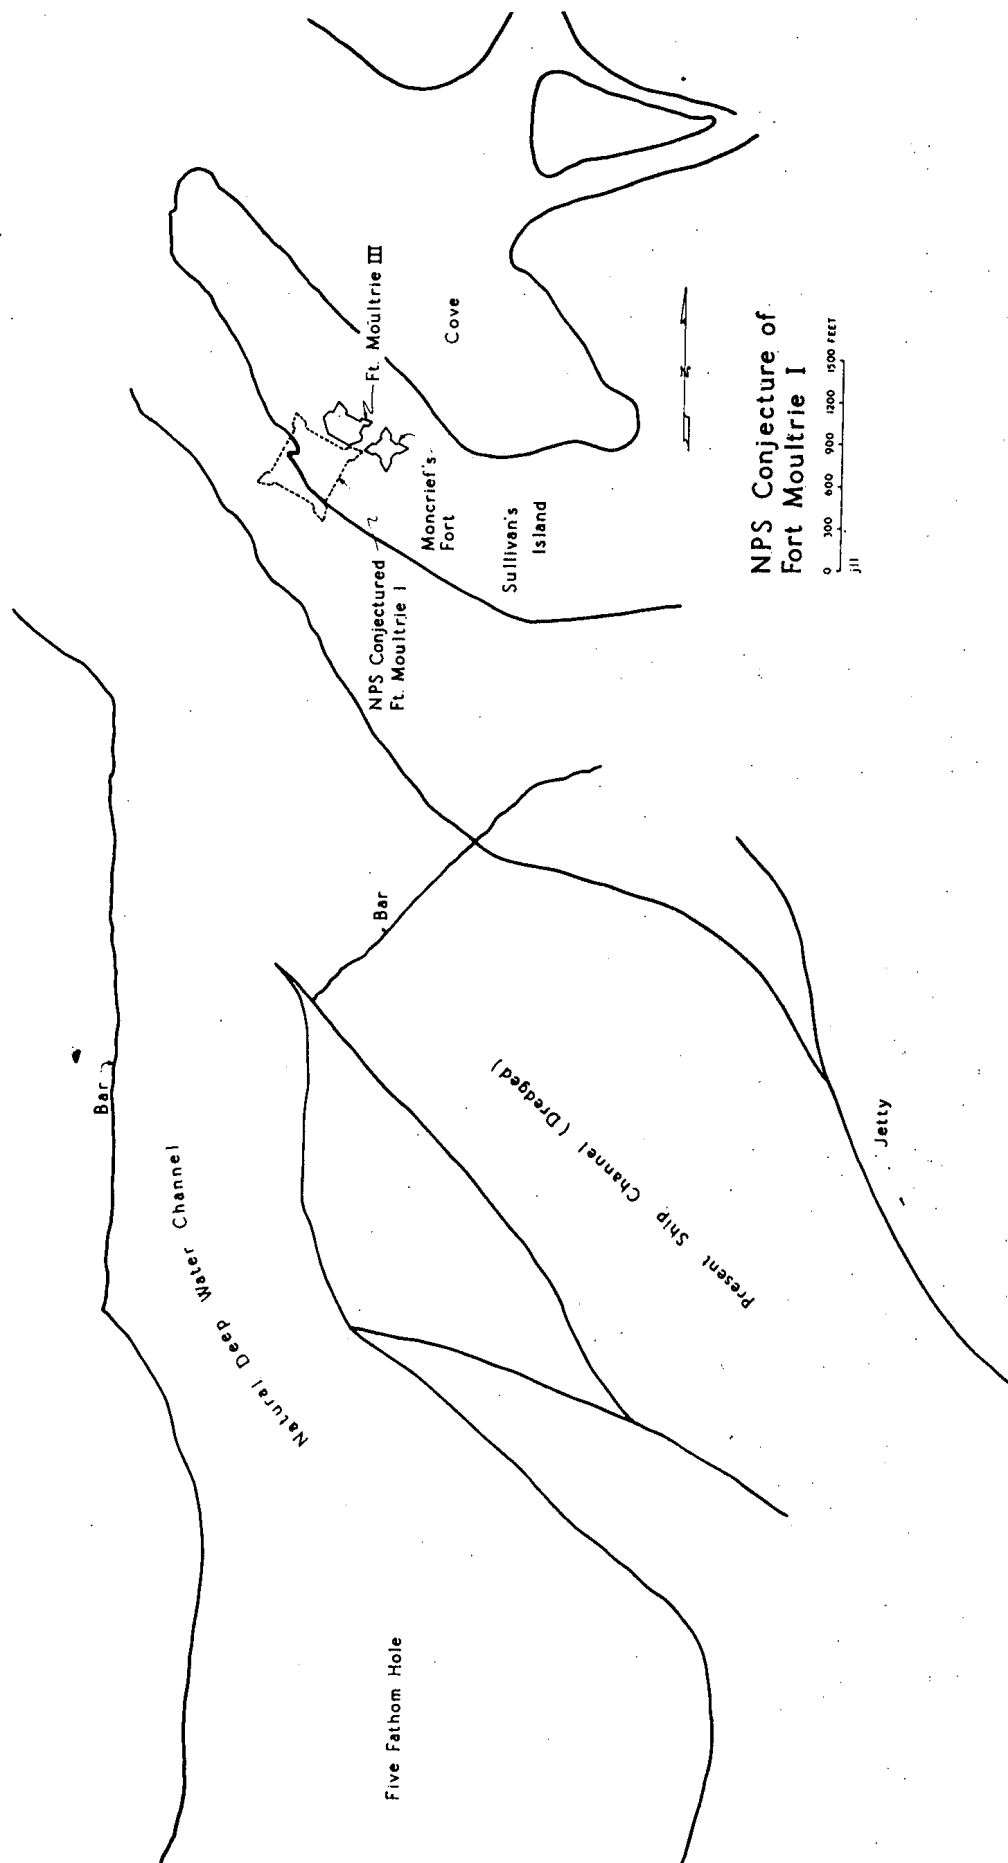 Ft. Moultrie III
Cove
Moncrief's
Fort
Sullivan's
Island
NPS Conjectured
Ft. Moultrie I
NPS Conjecture of
Fort Moultrie I
0 300 600 900 1200 1500 FEET
jll
N
Bar
Bar
Natural Deep Water Channel
Present Ship Channel (Dredged)
Jetty
Five Fathom Hole